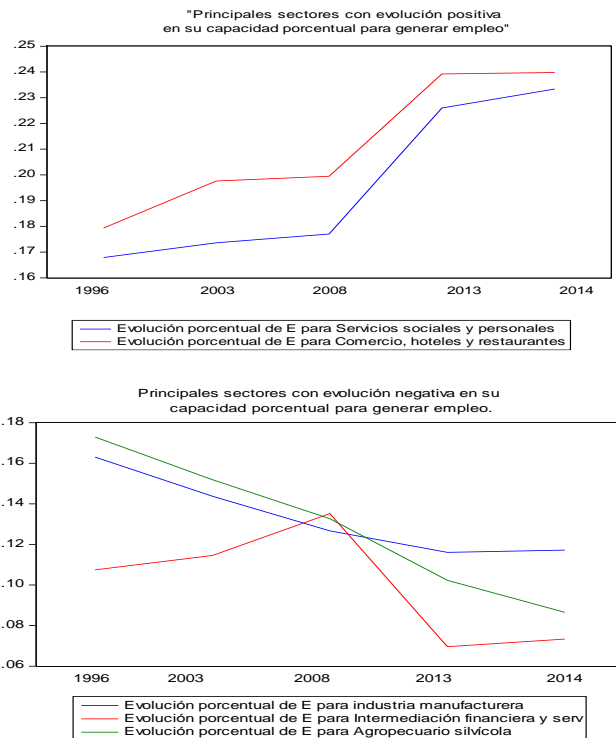 "Principales sectores con evolución positiva
en su capacidad porcentual para generar empleo"
.25
.24
.23
.22
.21
.20
.19
.18
.17
.16
1996 2003 2008 2013 2014
Evolución porcentual de E para Servicios sociales y personales
Evolución porcentual de E para Comercio, hoteles y restaurantes
Principales sectores con evolución negativa en su
capacidad porcentual para generar empleo.
.18
.16
.14
.12
.10
.08
.06
1996 2003 2008 2013 2014
Evolución porcentual de E para industria manufacturera
Evolución porcentual de E para Intermediación financiera y serv
Evolución porcentual de E para Agropecuario silvícola